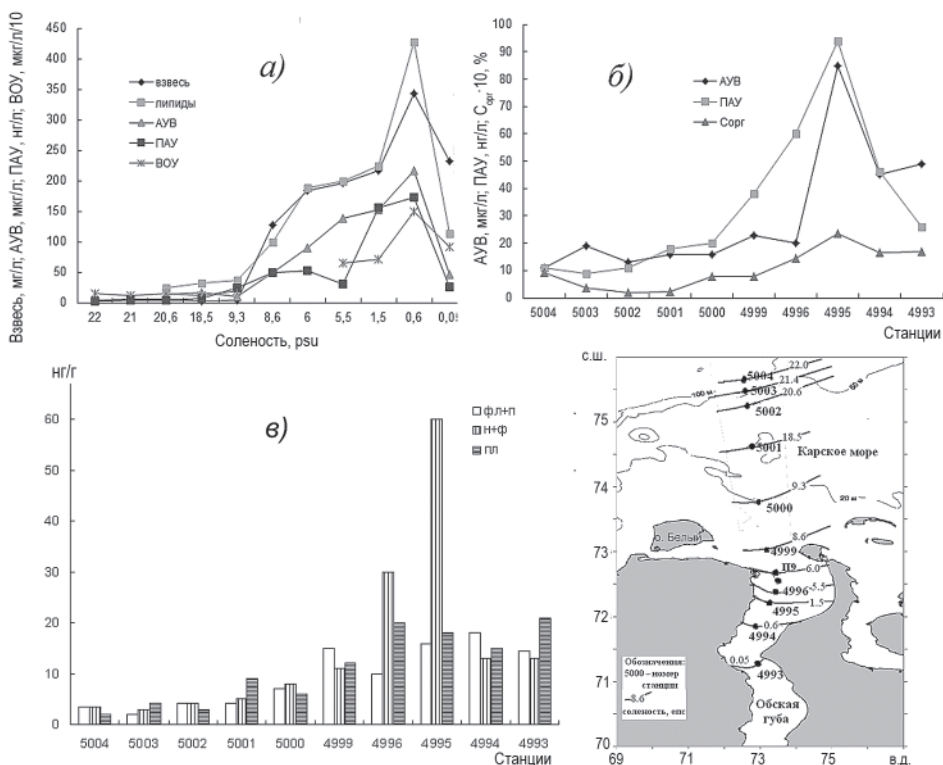 Взвесь, мг/л; АУВ, мкг/л; ПАУ, нг/л; ВОУ, мкг/л/10
450
400
350
300
250
200
150
100
50
0
а)
взвесь
липиды
АУВ
ПАУ
ВОУ
22 21 20,6 18,5 9,3 8,6 6 5,5 1,5 0,6 0,05
Соленость, psu
АУВ, мкг/л; ПАУ, нг/л; Cорг·10, %
100
90
80
70
60
50
40
30
20
10
0
б)
АУВ
ПАУ
Сорг
5004 5003 5002 5001 5000 4999 4996 4995 4994 4993
Станции
нг/г
60
50
40
30
20
10
0
в)
фл+п
н+ф
пл
5004 5003 5002 5001 5000 4999 4996 4995 4994 4993
Станции
с.ш.
75
74
73
72
71
70
22.0
5004
21.4
100 м
5003
20.6
50 м
5002
18.5
5001
Карское море
9.3
20 м
5000
8.6
о. Белый
4999
П9
6.0
4996
5.5
1.5
4995
0.6
4994
0.05
4993
Обозначения:
5000 – номер
станции
–8.6
соленость, епс
Обская
губа
69 71 73 75 в.д.